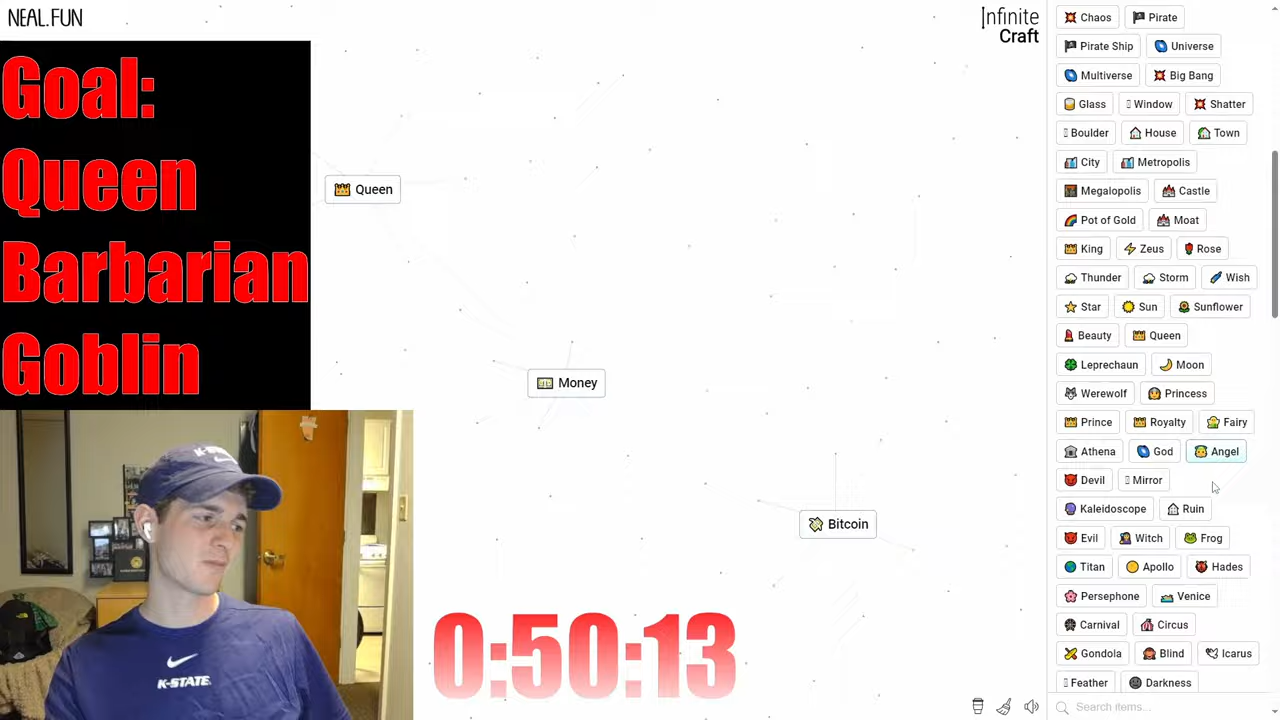 NEAL.FUN
Infinite
Craft
Goal:
Queen
Barbarian
Goblin
Queen
Money
Bitcoin
0:50:13
K-STATE
K-STATE
Chaos Pirate
Pirate Ship Universe
Multiverse Big Bang
Glass Window Shatter
Boulder House Town
City Metropolis
Megalopolis Castle
Pot of Gold Moat
King Zeus Rose
Thunder Storm Wish
Star Sun Sunflower
Beauty Queen
Leprechaun Moon
Werewolf Princess
Prince Royalty Fairy
Athena God Angel
Devil Mirror
Kaleidoscope Ruin
Evil Witch Frog
Titan Apollo Hades
Persephone Venice
Carnival Circus
Gondola Blind Icarus
Feather Darkness
Search items...